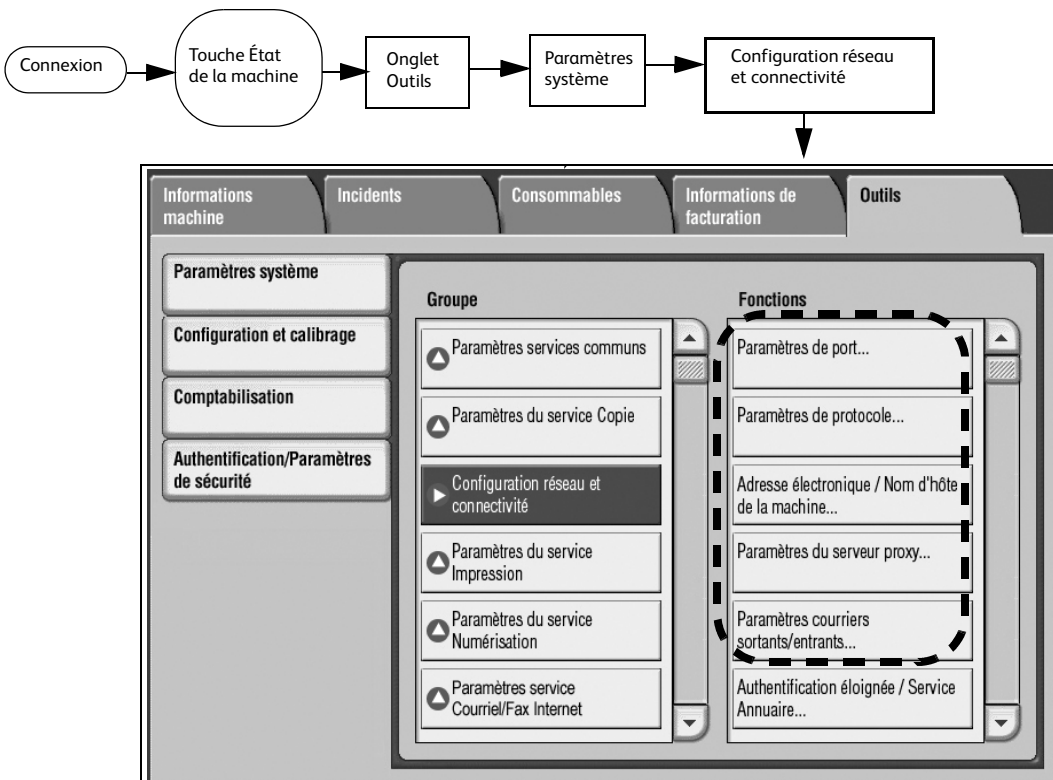 Connexion
Touche État
de la machine
Onglet
Outils
Paramètres
système
Configuration réseau
et connectivité
Informations
machine
Incidents
Consommables
Informations de
facturation
Outils
Paramètres système
Configuration et calibrage
Comptabilisation
Authentification/Paramètres
de sécurité
Groupe
Paramètres services communs
Paramètres du service Copie
Configuration réseau et
connectivité
Paramètres du service
Impression
Paramètres du service
Numérisation
Paramètres service
Courriel/Fax Internet
Fonctions
Paramètres de port...
Paramètres de protocole...
Adresse électronique / Nom d'hôte
de la machine...
Paramètres du serveur proxy...
Paramètres courriers
sortants/entrants...
Authentification éloignée / Service
Annuaire...